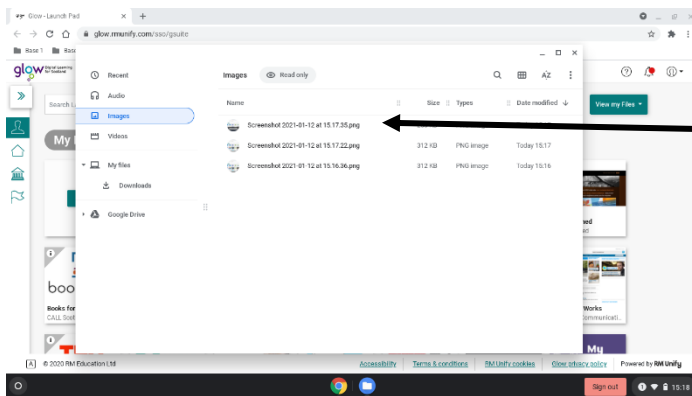 Glow - Launch Pad
glow.rmunify.com/sso/gsuite
Base 1
glow
Recent
Images
Read only
Audio
Name Size Types Date modified
Images
Screenshot 2021-01-12 at 15.17.35.png
View my Files
Videos
Screenshot 2021-01-12 at 15.17.22.png 312 KB PNG image Today 15:17
My files
Screenshot 2021-01-12 at 15.16.36.png 312 KB PNG image Today 15:16
Downloads
Google Drive
Books for
CALL
Works
My
A © 2020 RM Education Ltd
Accessibility Terms & conditions RM Unify cookies Glow privacy policy Powered by RM Unify
Sign out 15:18